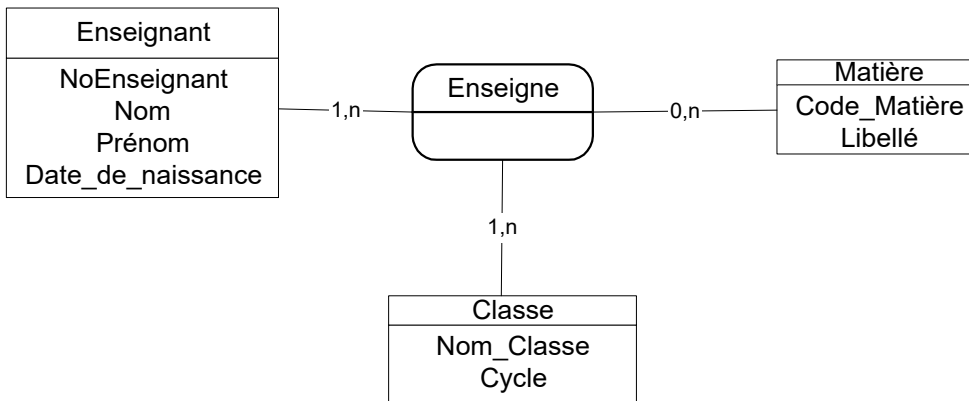 Enseignant
NoEnseignant
Nom
Prénom
Date_de_naissance
1,n
Enseigne
0,n
Matière
Code_Matière
Libellé
1,n
Classe
Nom_Classe
Cycle